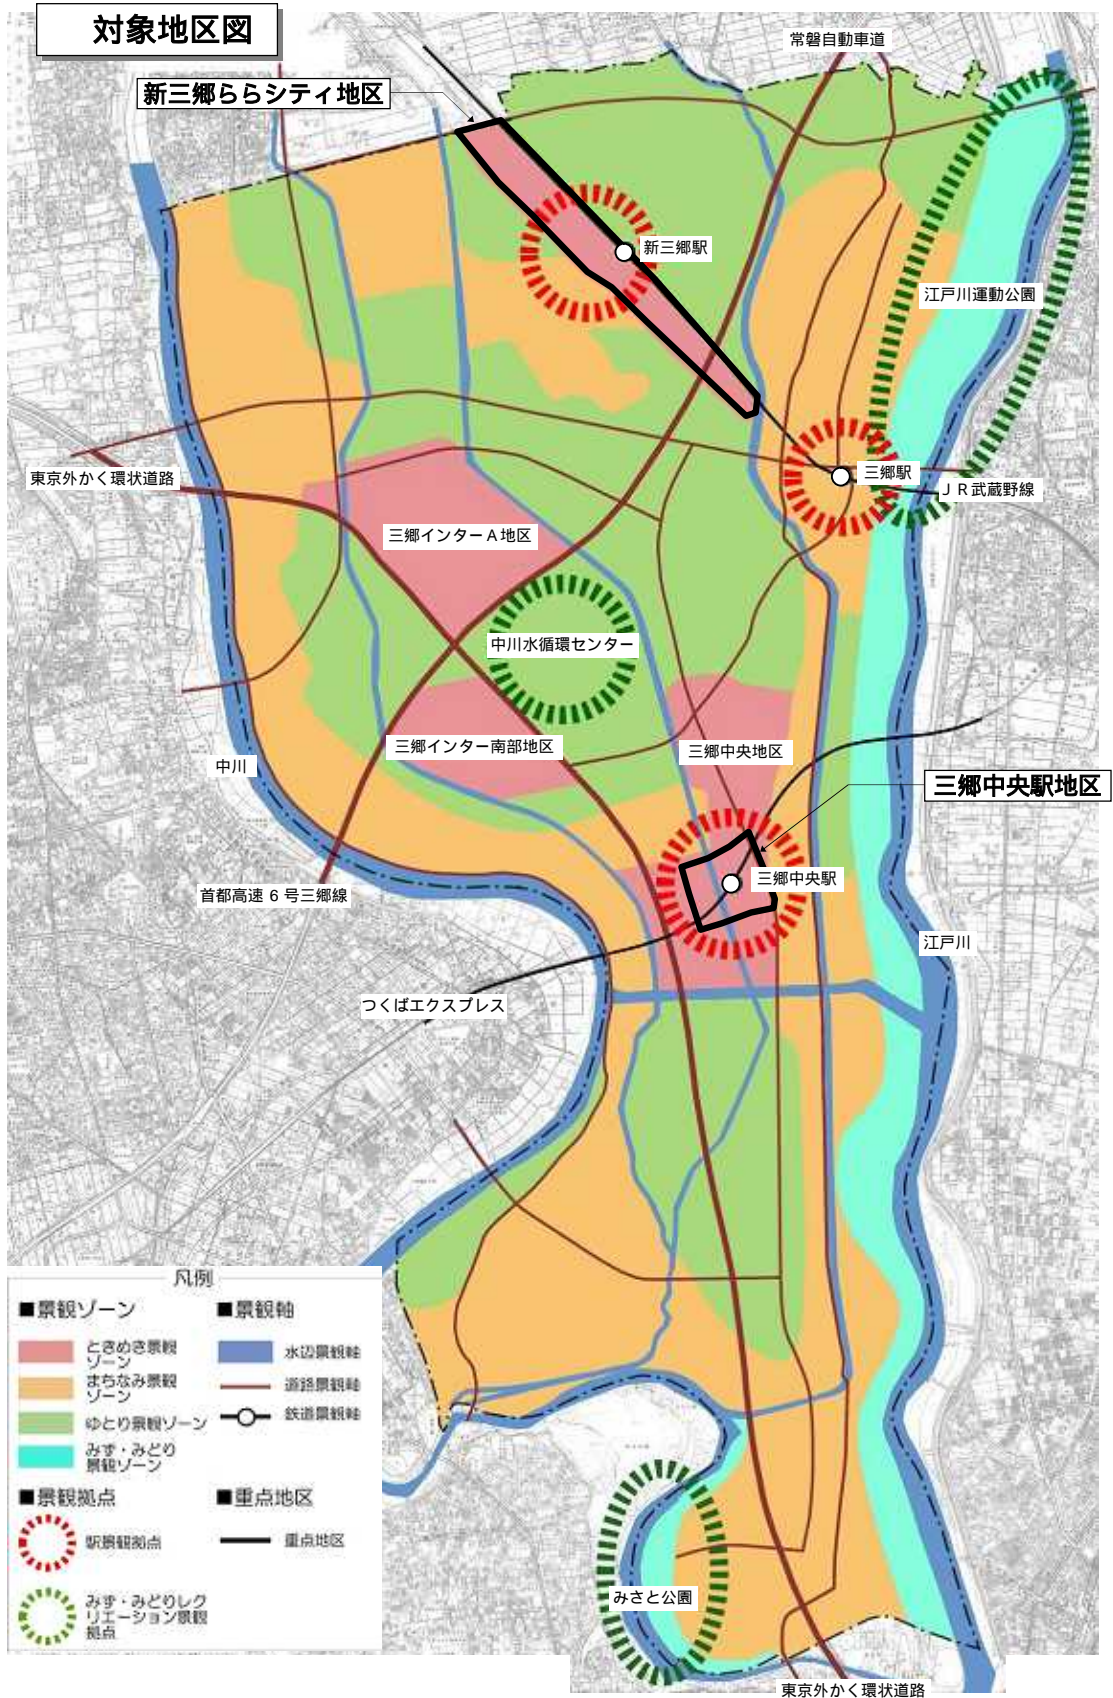 対象地区図
常磐自動車道
新三郷ららシティ地区
新三郷駅
江戸川運動公園
三郷駅
東京外かく環状道路
JR武蔵野線
三郷インターA地区
中川水循環センター
三郷インター南部地区
三郷中央地区
中川
三郷中央駅地区
三郷中央駅
首都高速6号三郷線
江戸川
つくばエクスプレス
凡例
■景観ゾーン
ときめき景観
ゾーン
まちなみ景観
ゾーン
ゆとり景観ゾーン
みず・みどり
景観ゾーン
■景観軸
水辺景観軸
道路景観軸
鉄道景観軸
■景観拠点
駅景観拠点
みず・みどりレク
リエーション景観
拠点
■重点地区
重点地区
みさと公園
東京外かく環状道路